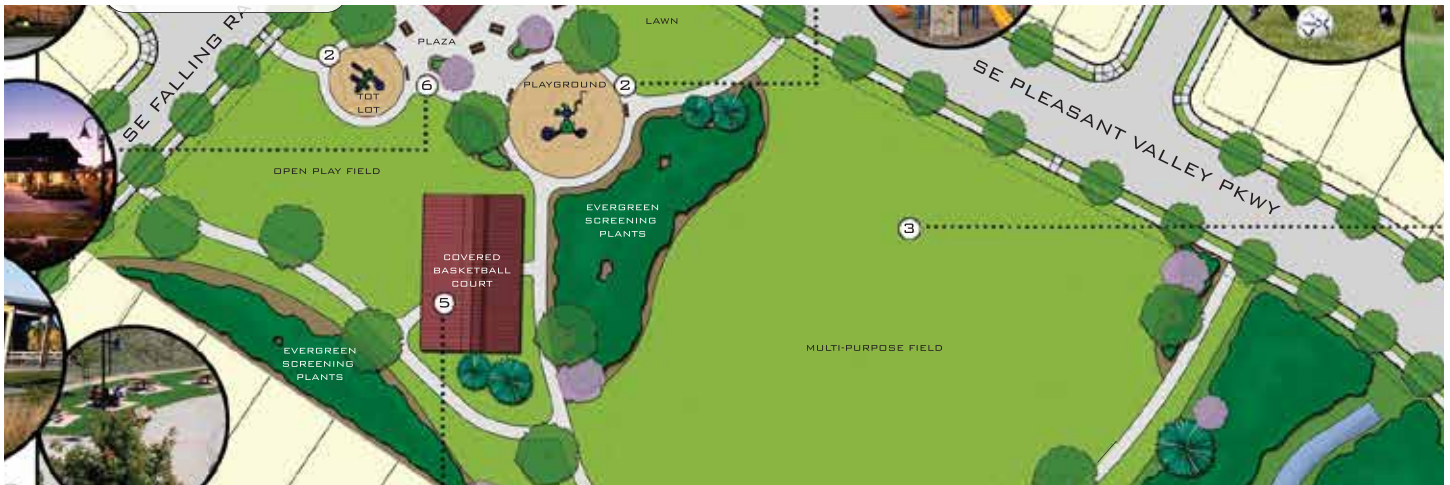 LAWN
PLAZA
SE FALLING
2
TOT
LOT
6
PLAYGROUND
2
SE PLEASANT VALLEY PKWY
OPEN PLAY FIELD
EVERGREEN
SCREENING
PLANTS
3
COVERED
BASKETBALL
COURT
5
EVERGREEN
SCREENING
PLANTS
MULTI-PURPOSE FIELD